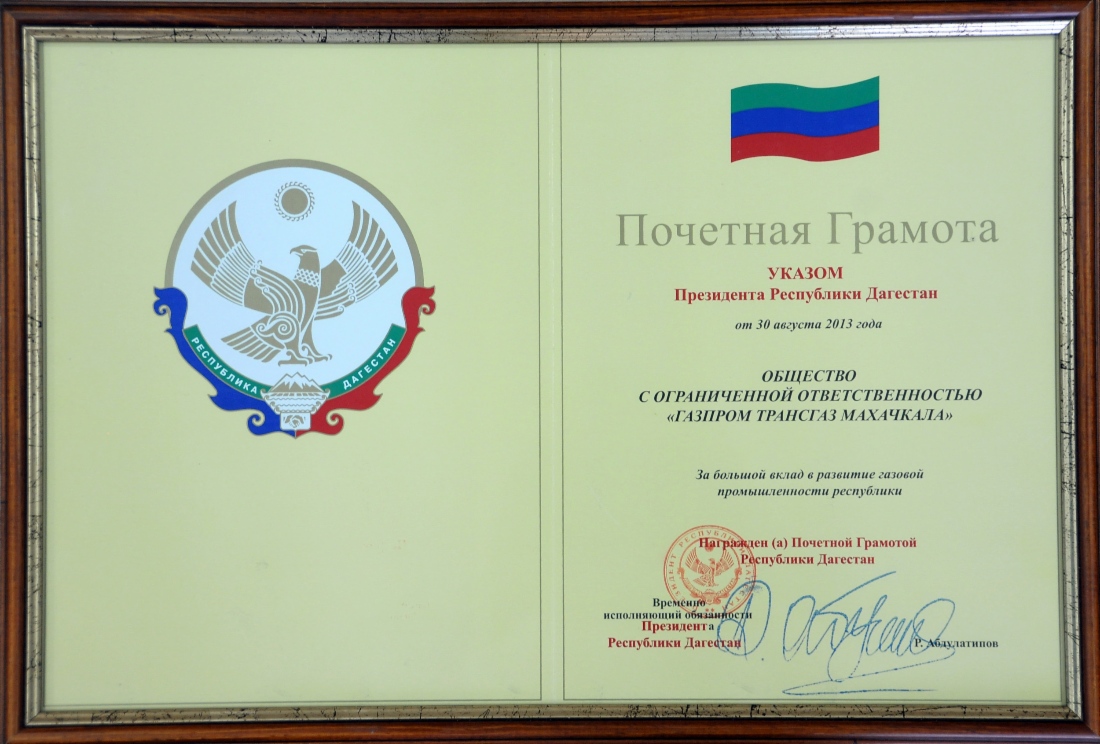 РЕСПУБЛИКА ДАГЕСТАН
Почетная Грамота
УКАЗОМ
Президента Республики Дагестан
от 30 августа 2013 года
ОБЩЕСТВО
С ОГРАНИЧЕННОЙ ОТВЕТСТВЕННОСТЬЮ
«ГАЗПРОМ ТРАНСГАЗ МАХАЧКАЛА»
За большой вклад в развитие газовой
промышленности республики
Награжден (а) Почетной Грамотой
Республики Дагестан
Временно
исполняющий обязанности
Президента
Республики Дагестан
Р. Абдулатипов